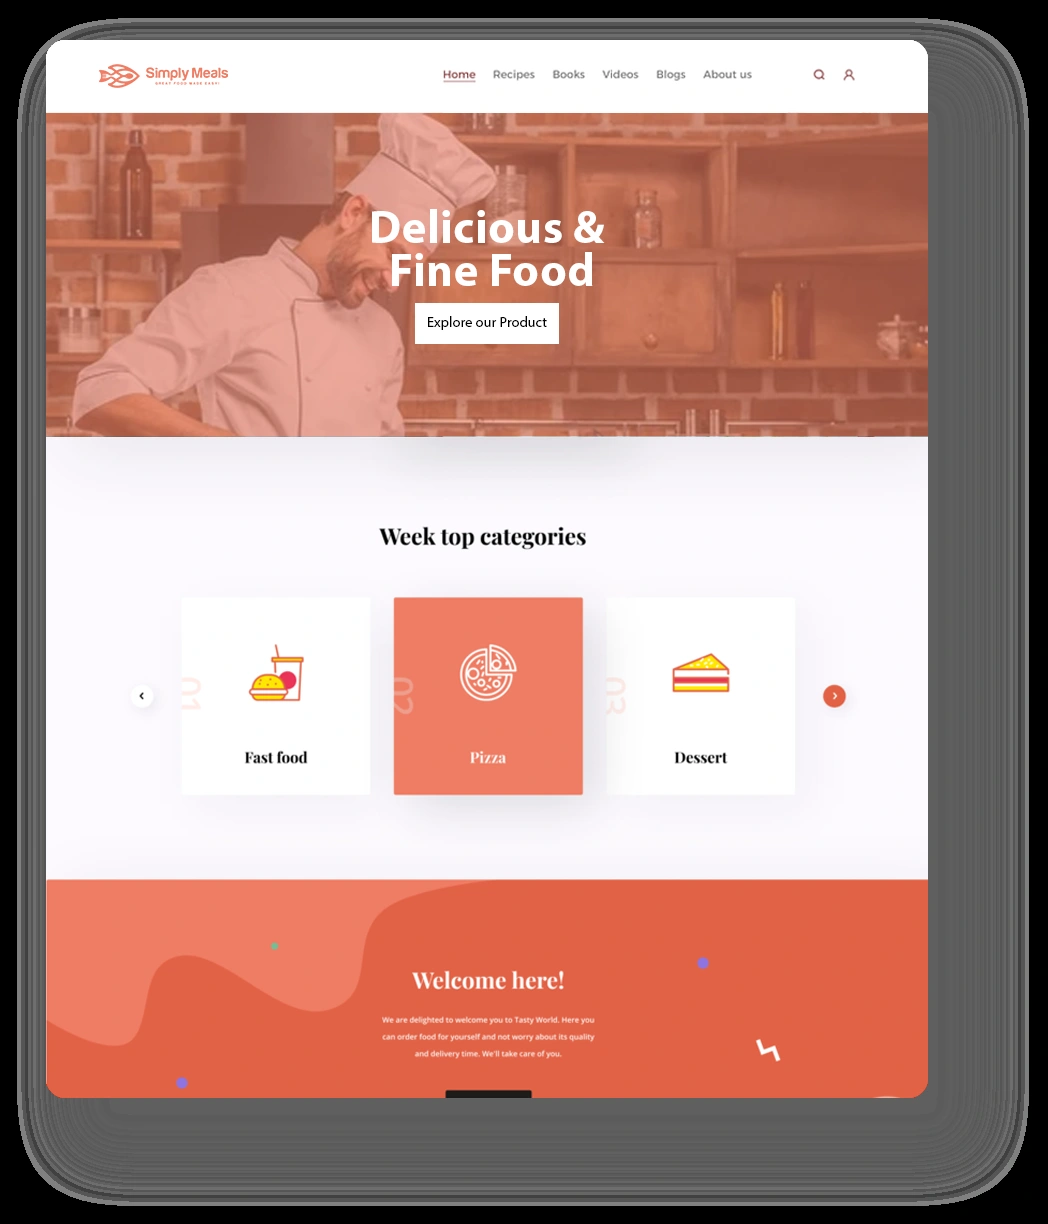 Simply Meals
GREAT FOOD MADE EASY!
Home Recipes Books Videos Blogs About us
Delicious &
Fine Food
Explore our Product
Week top categories
01
02
03
Fast food
Pizza
Dessert
Welcome here!
We are delighted to welcome you to Tasty World. Here you
can order food for yourself and not worry about its quality
and delivery time. We'll take care of you.